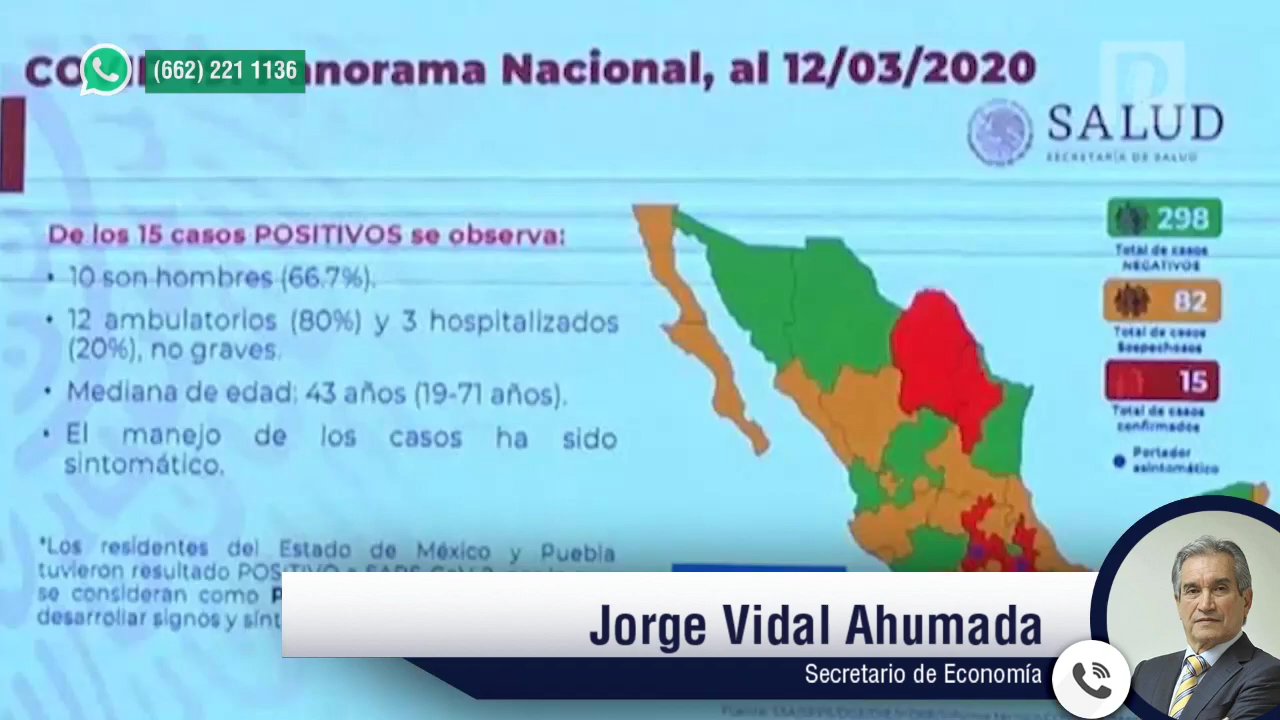 (662) 221 1136
Panorama Nacional, al 12/03/2020
SALUD
SECRETARÍA DE SALUD
De los 15 casos POSITIVOS se observa:
• 10 son hombres (66.7%).
• 12 ambulatorios (80%) y 3 hospitalizados
(20%), no graves.
• Mediana de edad; 43 años (19-71 años).
• El manejo de los casos ha sido
sintomático.
*Los residentes del Estado de México y Puebla
tuvieron resultado
se consideran como
desarrollar signos y
298
Total de casos
NEGATIVOS
82
Total de casos
Sospechosos
15
Total de casos
confirmados
Portador
asintomático
Jorge Vidal Ahumada
Secretario de Economía